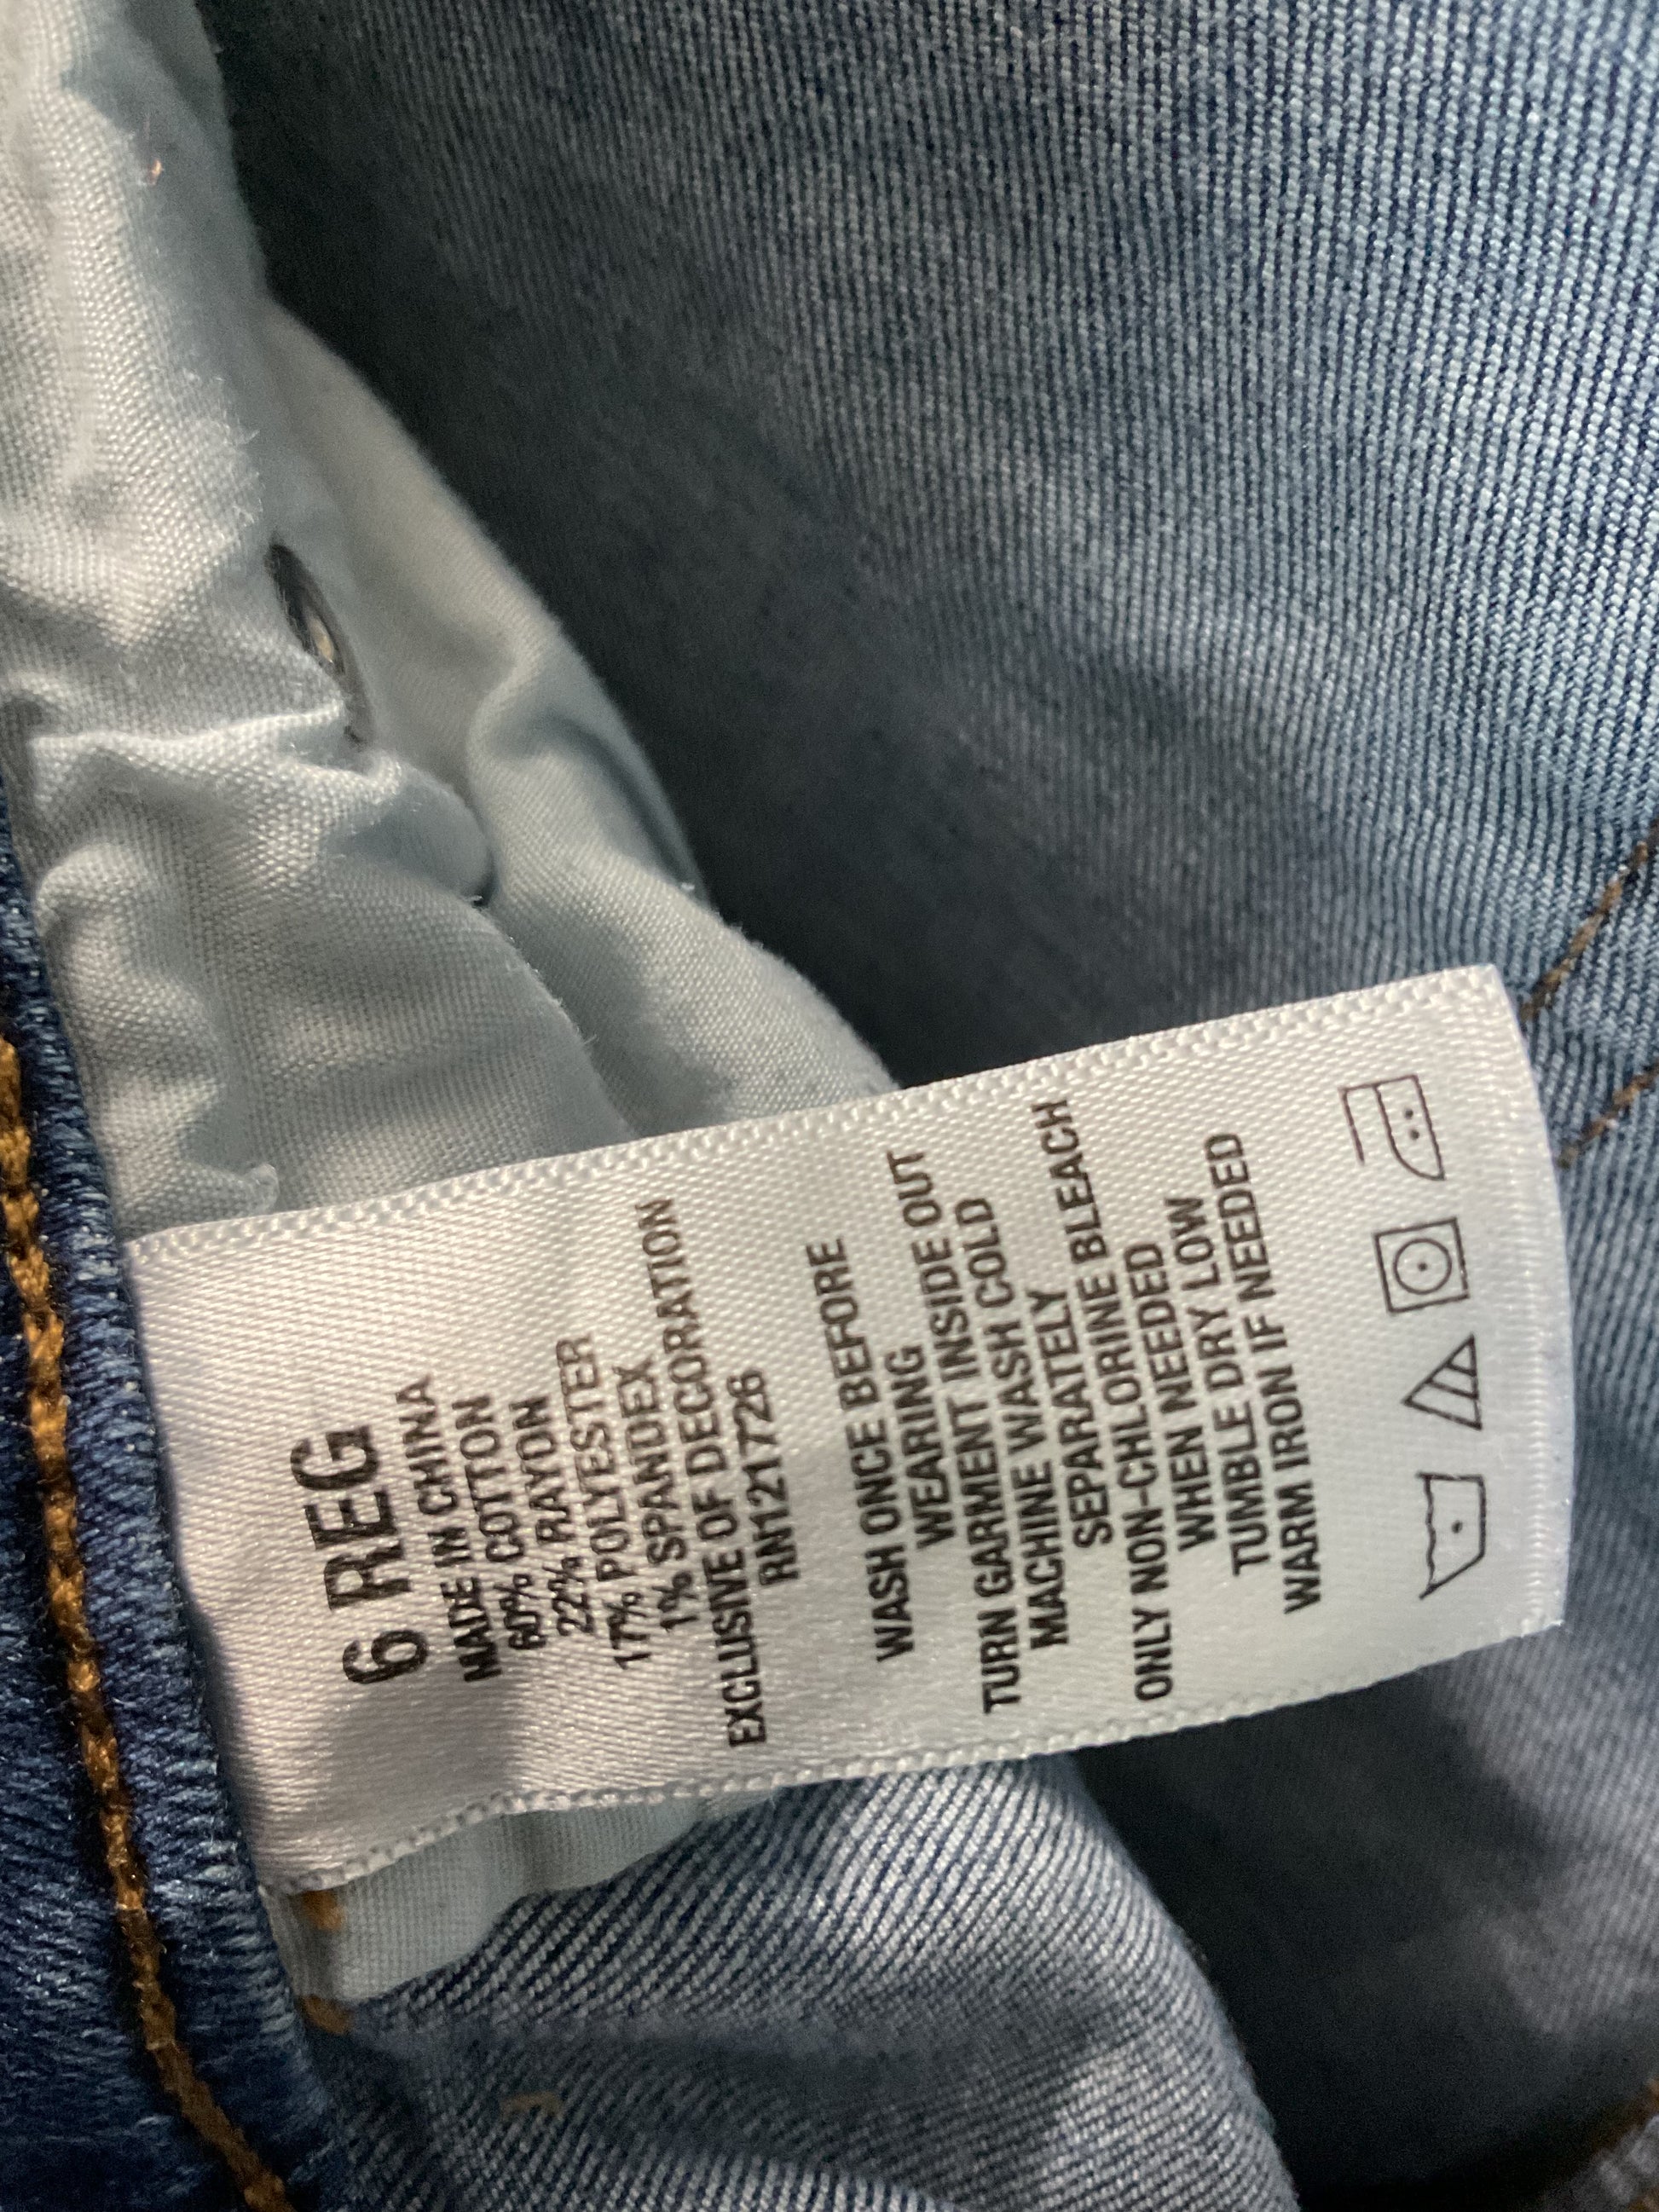 6 REG
MADE IN CHINA
60% COTTON
22% RAYON
17% POLYESTER
1% SPANDEX
EXCLUSIVE OF DECORATION
RN121726
WASH ONCE BEFORE
WEARING
TURN GARMENT INSIDE OUT
MACHINE WASH COLD
SEPARATELY
ONLY NON-CHLORINE BLEACH
WHEN NEEDED
TUMBLE DRY LOW
WARM IRON IF NEEDED